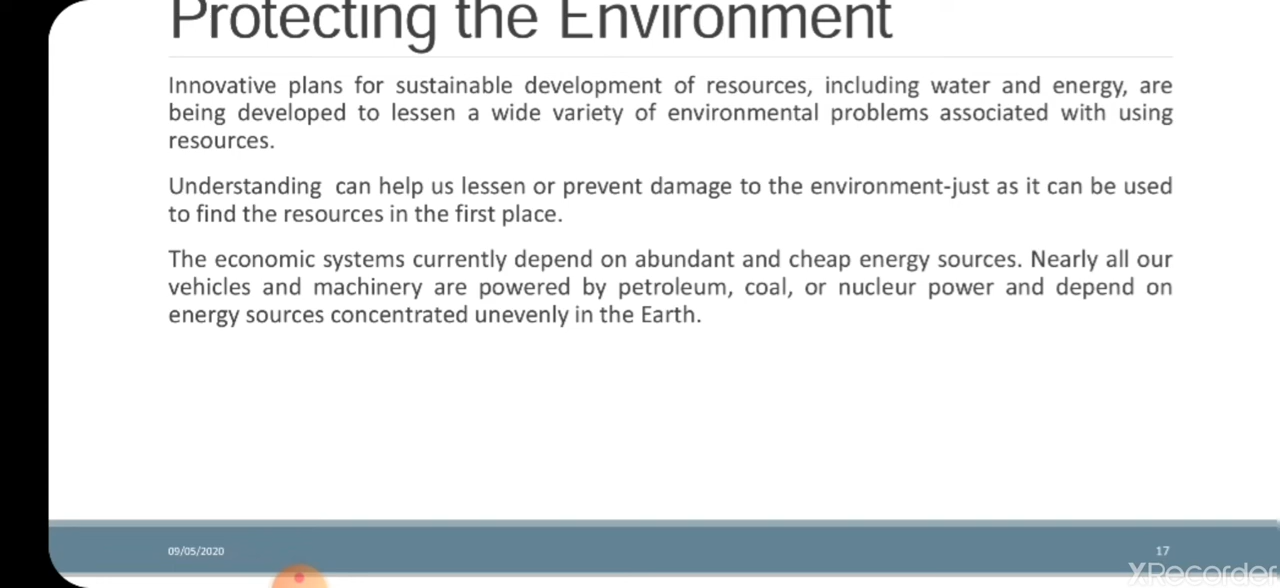 Protecting the Environment
Innovative plans for sustainable development of resources, including water and energy, are
being developed to lessen a wide variety of environmental problems associated with using
resources.
Understanding can help us lessen or prevent damage to the environment-just as it can be used
to find the resources in the first place.
The economic systems currently depend on abundant and cheap energy sources. Nearly all our
vehicles and machinery are powered by petroleum, coal, or nucleur power and depend on
energy sources concentrated unevenly in the Earth.
09/05/2020
17
XRecorder